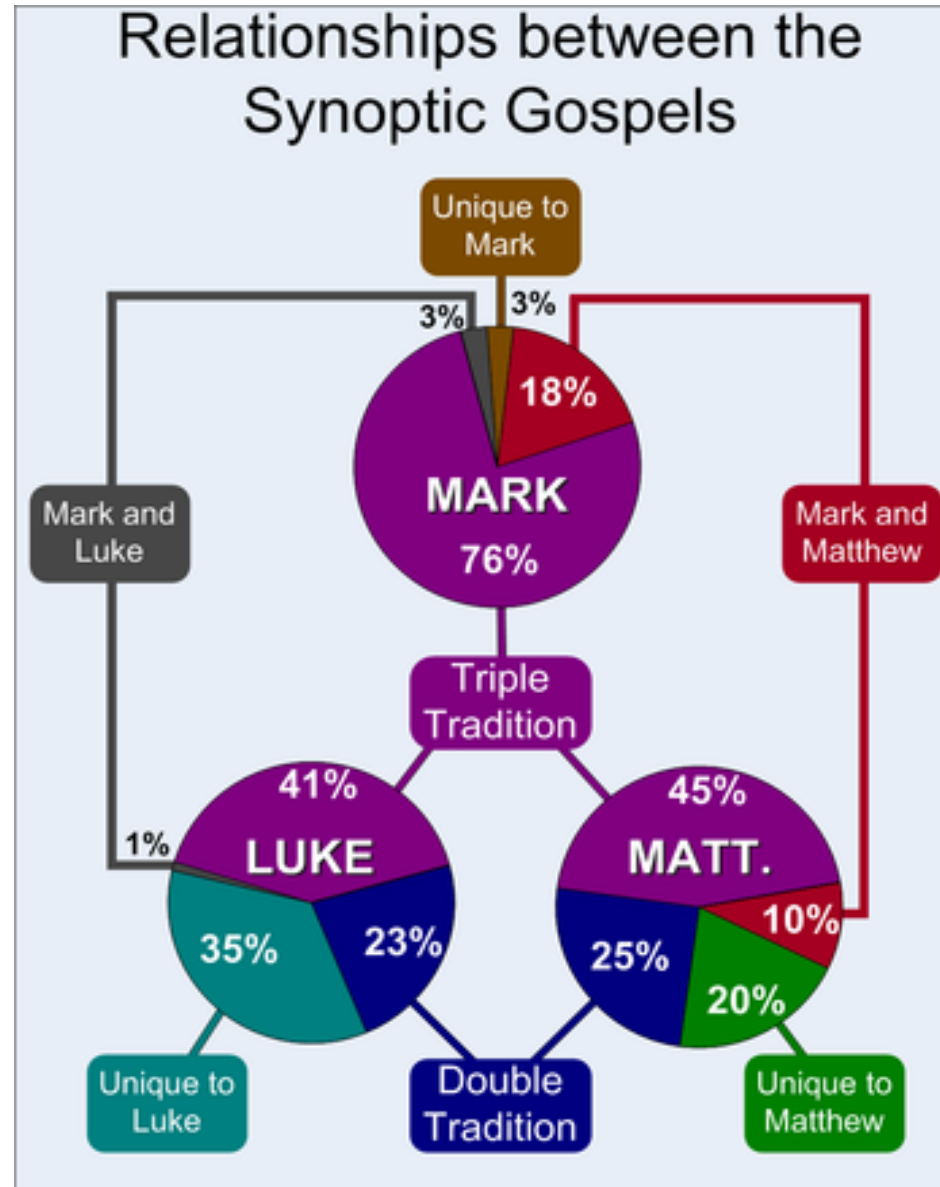 Relationships between the
Synoptic Gospels
Unique to
Mark
3%
3%
18%
MARK
76%
Mark and
Luke
Mark and
Matthew
Triple
Tradition
41%
LUKE
1%
35%
23%
45%
MATT.
10%
25%
20%
Unique to
Luke
Double
Tradition
Unique to
Matthew